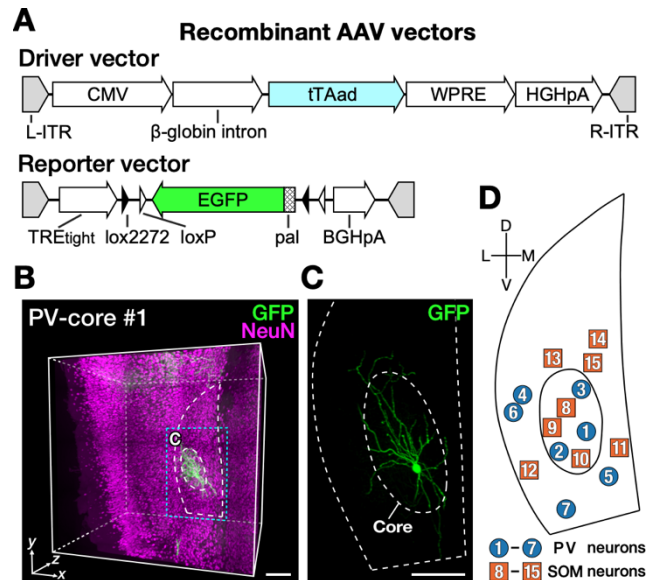 A
Recombinant AAV vectors
Driver vector
CMV
tTAad
WPRE
HGHpA
L-ITR
β-globin intron
R-ITR
Reporter vector
EGFP
TREtight
lox2272
loxP
pal
BGHpA
B
PV-core #1
GFP
NeuN
C
y
z
x
C
GFP
Core
D
D
L M
V
14
13 15
4 3
6 8
9 1
2 10 11
12 5
7
1 – 7 PV neurons
8 – 15 SOM neurons